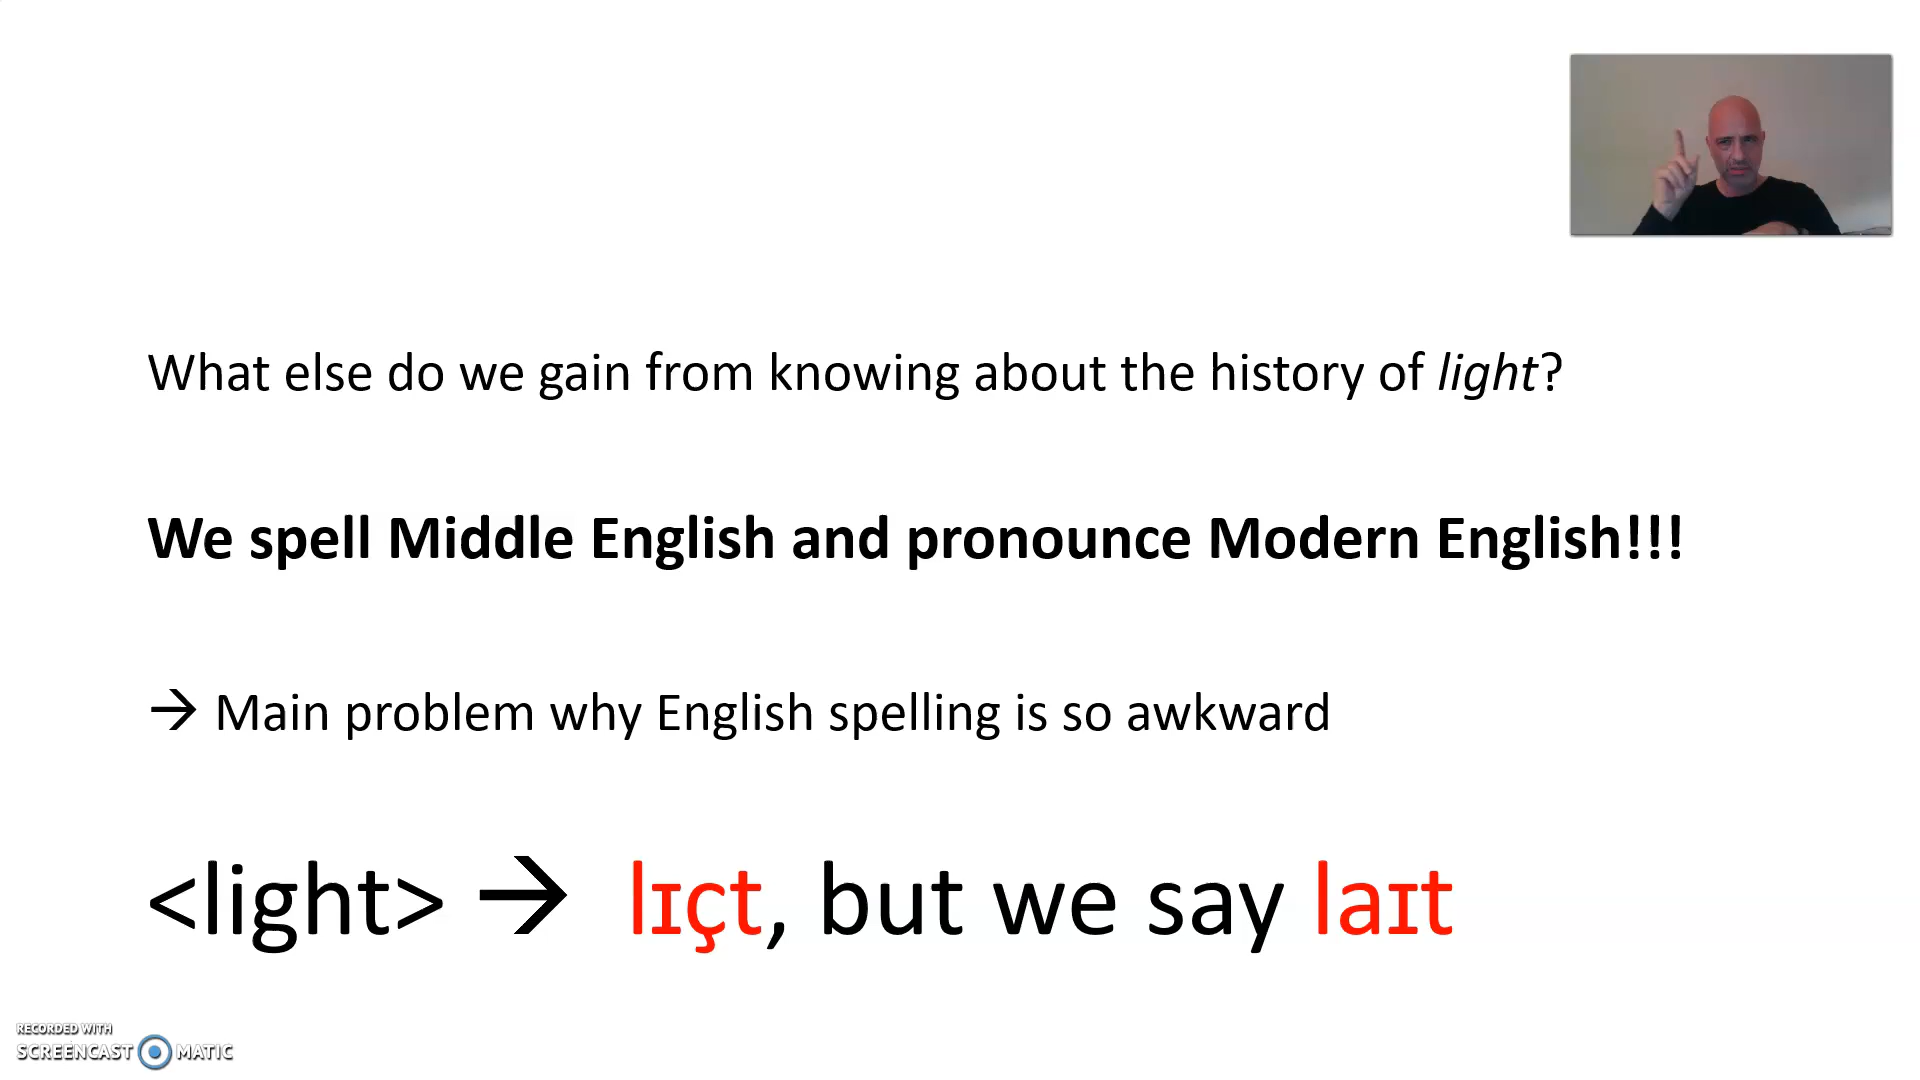 What else do we gain from knowing about the history of light?
We spell Middle English and pronounce Modern English!!!
→ Main problem why English spelling is so awkward
<light> → lɪçt, but we say laɪt
RECORDED WITH
SCREENCAST MATIC